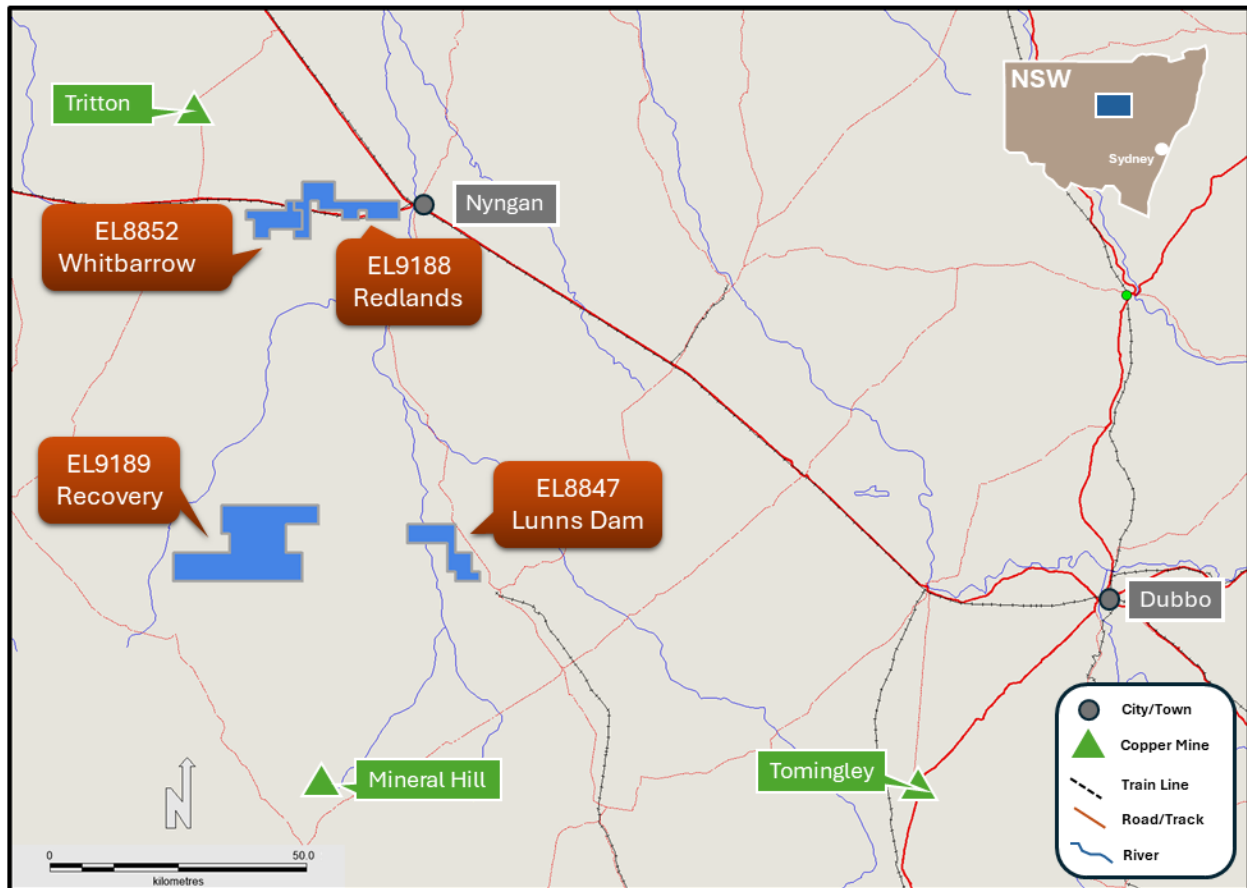 Tritton
NSW
Sydney
Nyngan
EL8852
Whitbarrow
EL9188
Redlands
EL9189
Recovery
EL8847
Lunns Dam
Dubbo
Mineral Hill
Tomingley
N
0
50.0
kilometres
City/Town
Copper Mine
Train Line
Road/Track
River